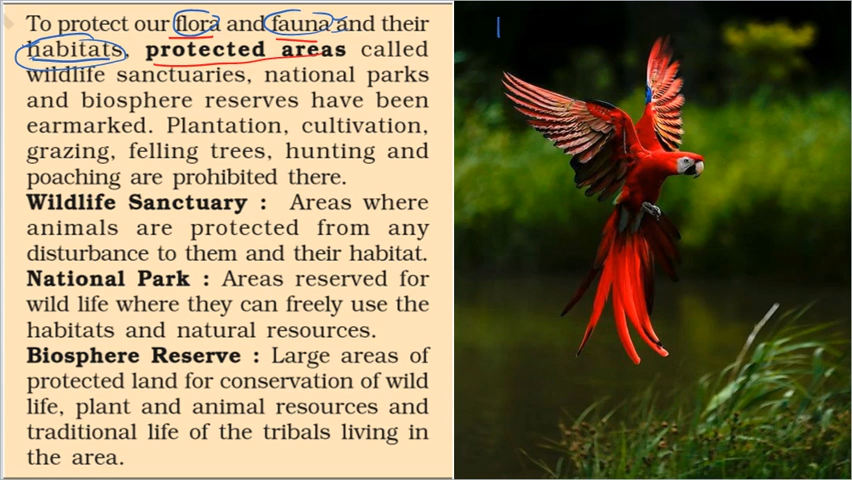 To protect our flora and fauna and their
habitats, protected areas called
wildlife sanctuaries, national parks
and biosphere reserves have been
earmarked. Plantation, cultivation,
grazing, felling trees, hunting and
poaching are prohibited there.
Wildlife Sanctuary : Areas where
animals are protected from any
disturbance to them and their habitat.
National Park : Areas reserved for
wild life where they can freely use the
habitats and natural resources.
Biosphere Reserve : Large areas of
protected land for conservation of wild
life, plant and animal resources and
traditional life of the tribals living in
the area.